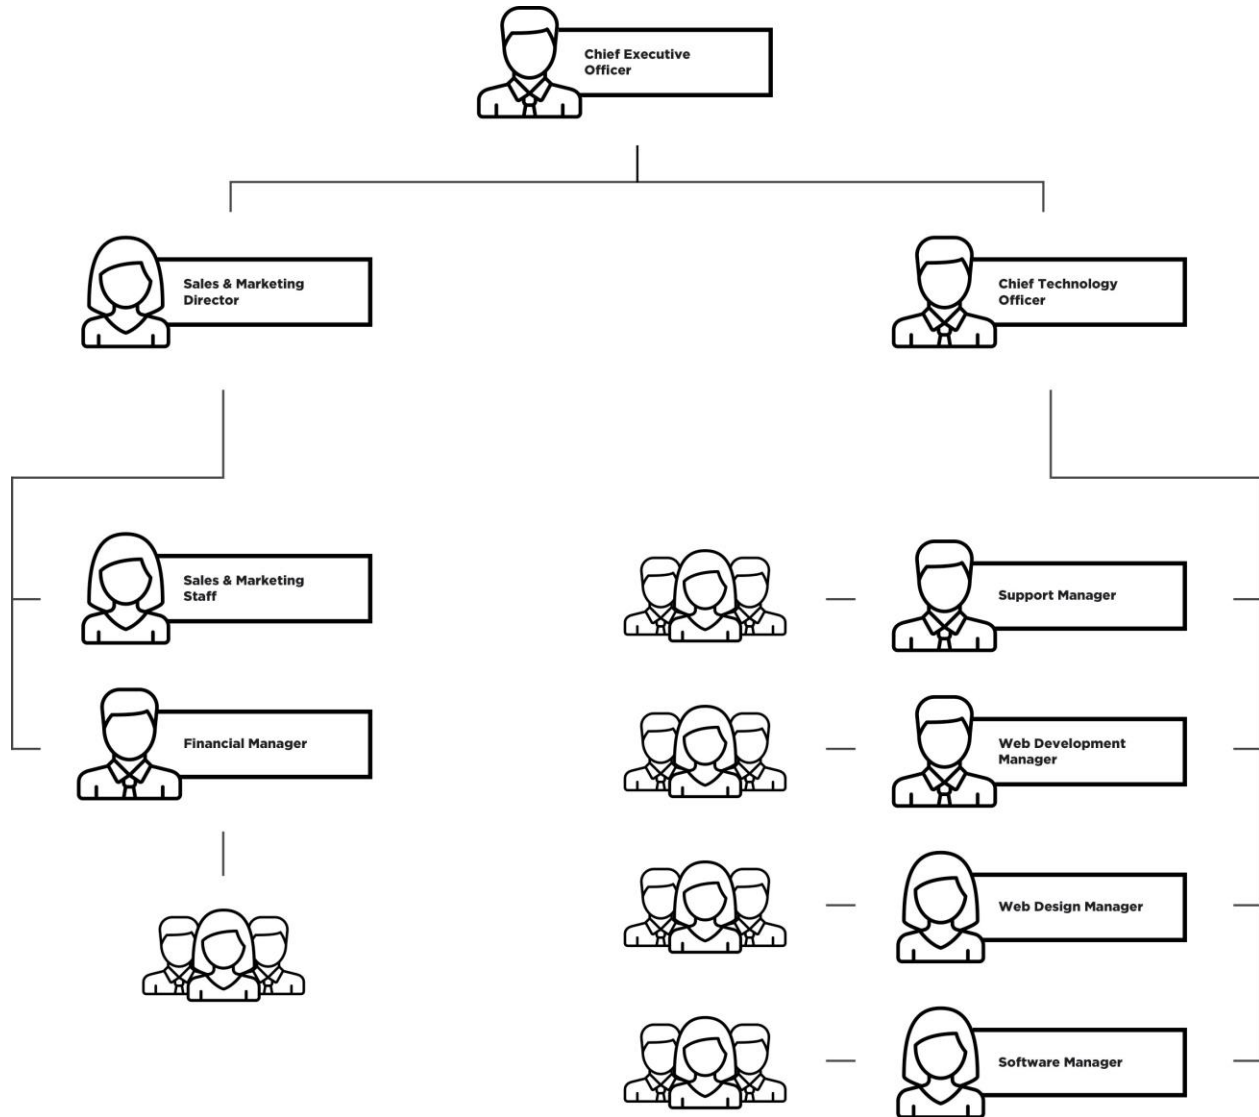 Chief Executive
Officer
Sales & Marketing
Director
Chief Technology
Officer
Sales & Marketing
Staff
Financial Manager
Support Manager
Web Development
Manager
Web Design Manager
Software Manager